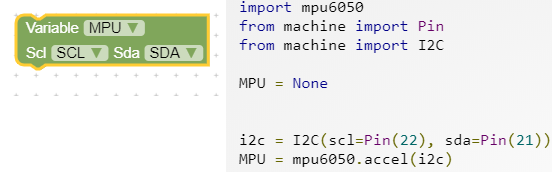 Variable MPU
Scl SCL Sda SDA
import mpu6050
from machine import Pin
from machine import I2C
MPU = None
i2c = I2C(scl=Pin(22), sda=Pin(21))
MPU = mpu6050.accel(i2c)